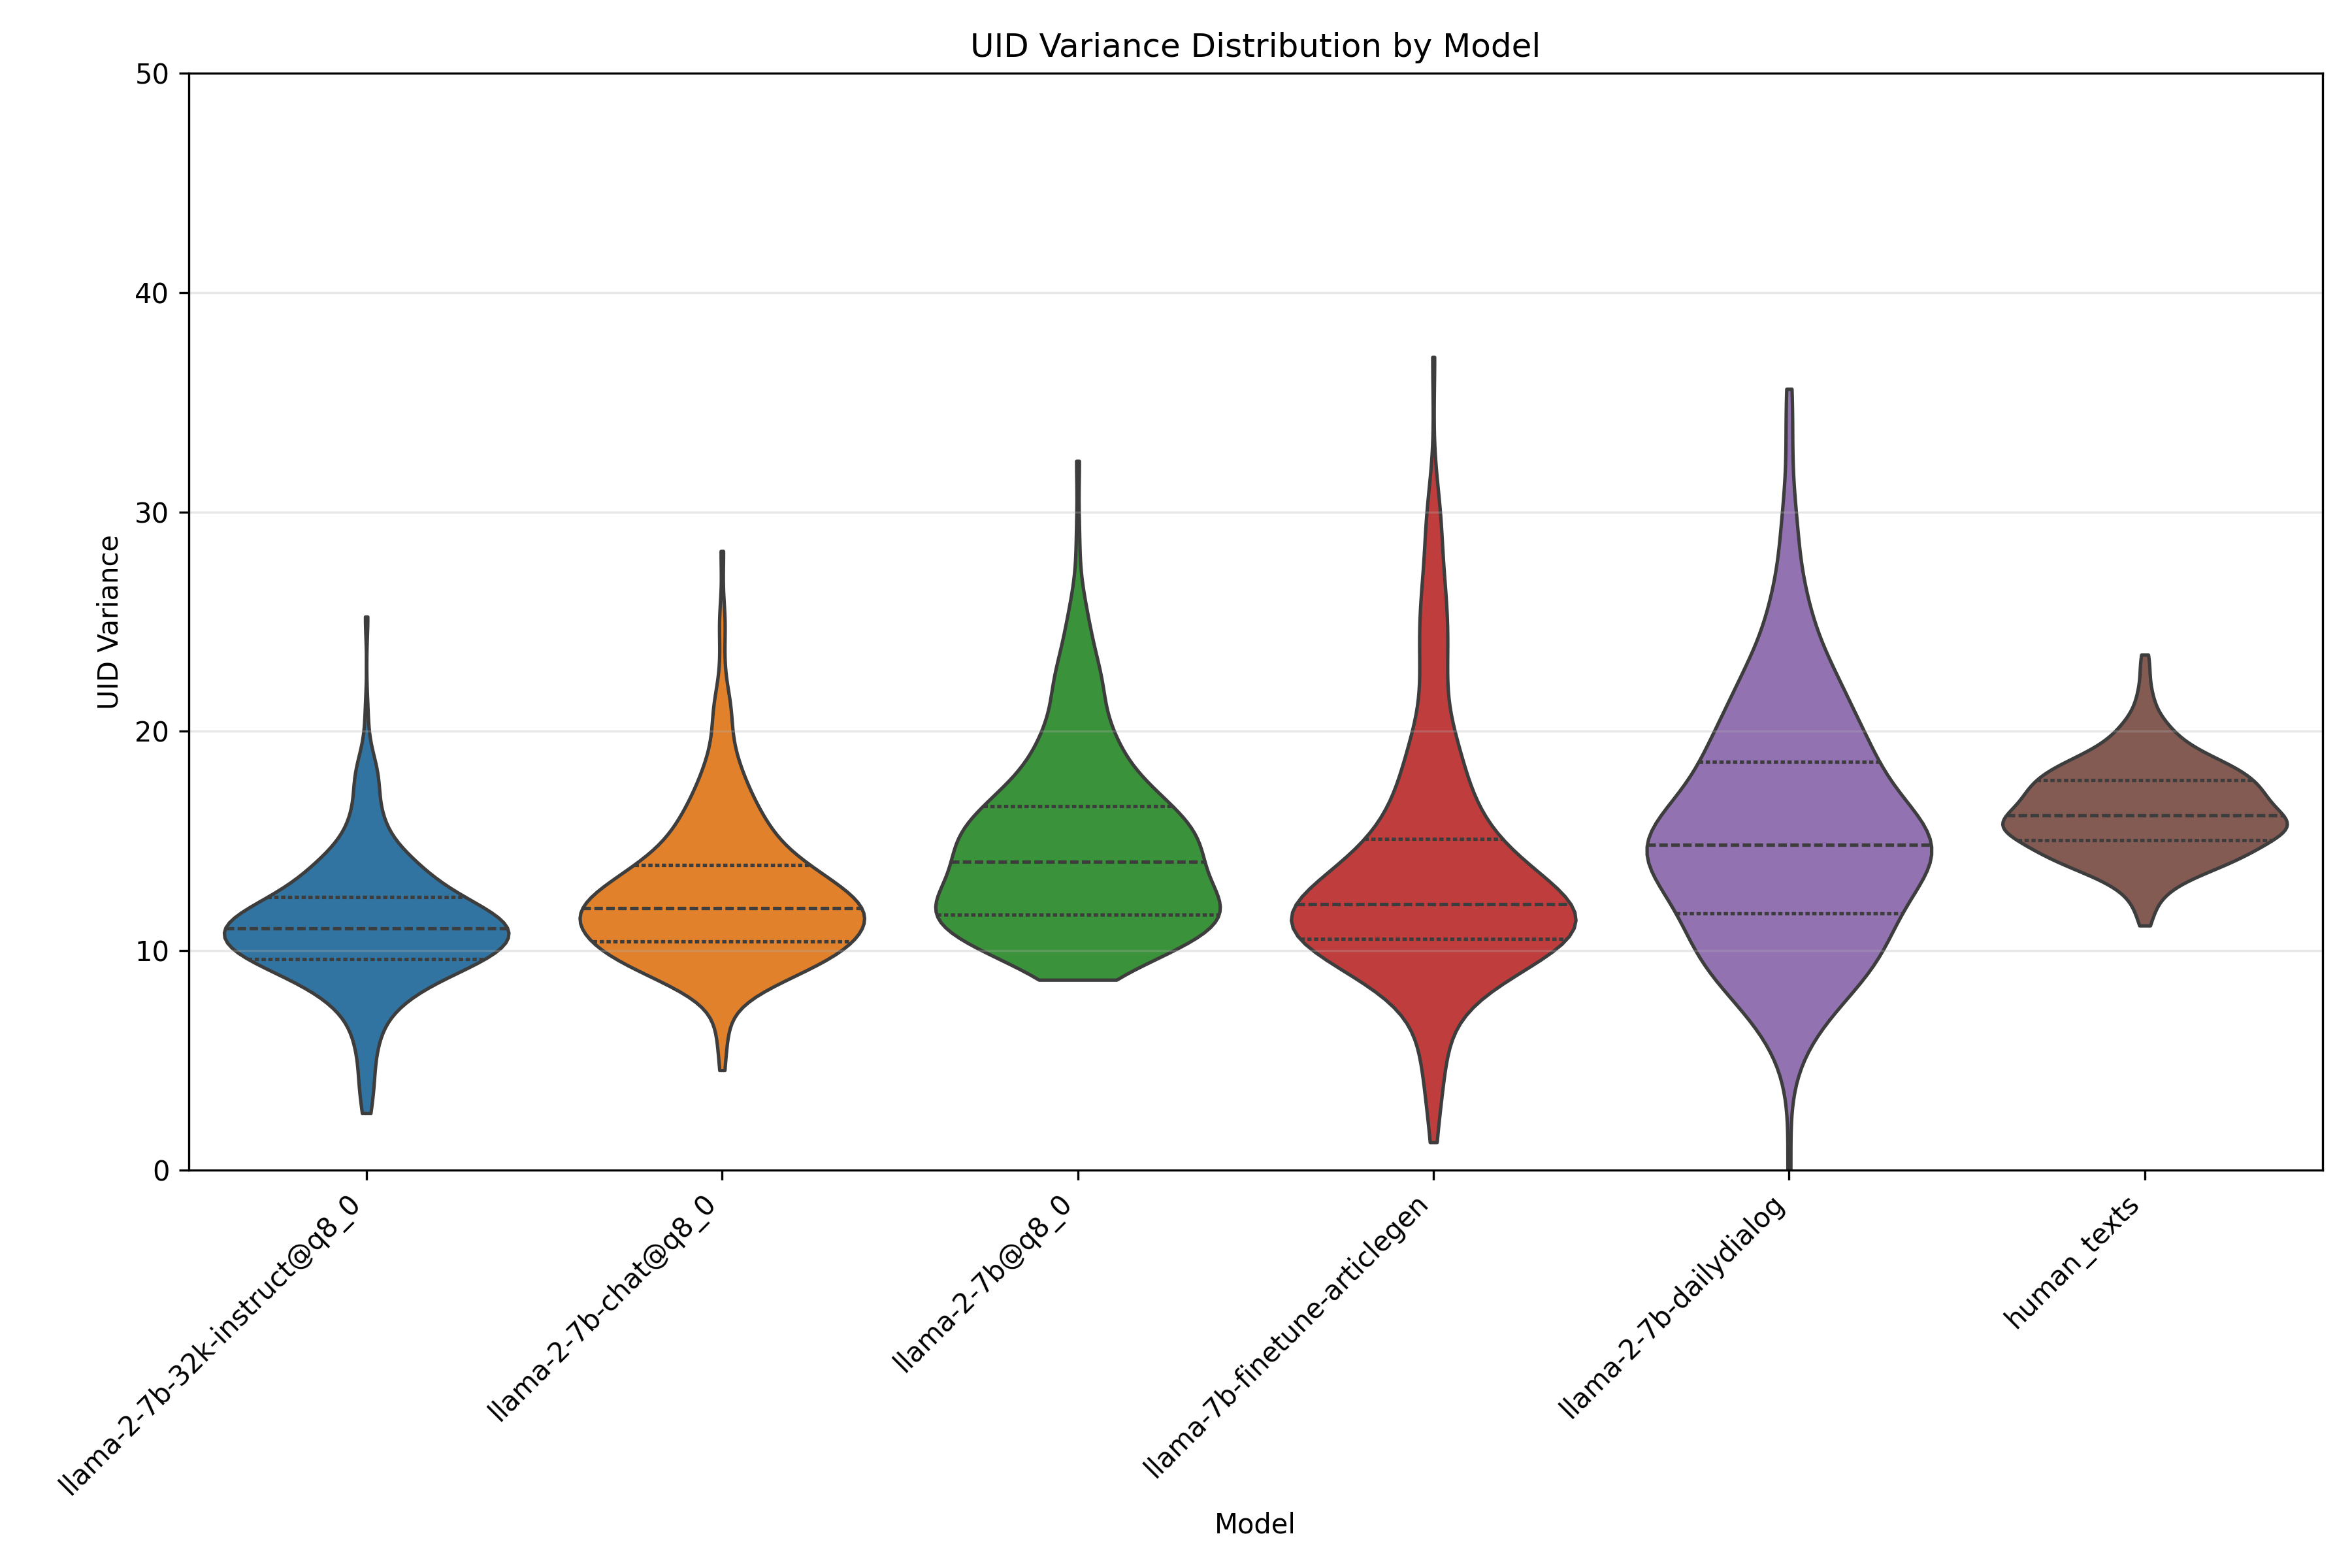 UID Variance Distribution by Model
50
40
30
20
10
0
UID Variance
llama-2-7b-32k-instruct@q8_0
llama-2-7b-chat@q8_0
llama-2-7b@q8_0
llama-7b-finetune-articlegen
llama-2-7b-dailydialog
human_texts
Model